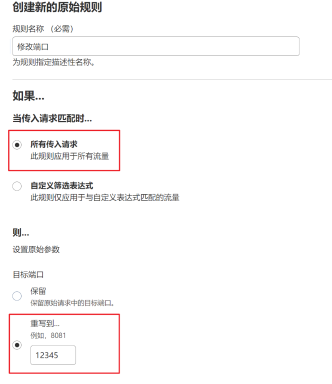 创建新的原始规则
规则名称 （必需）
修改端口
为规则指定描述性名称。
如果...
当传入请求匹配时...
所有传入请求
此规则应用于所有流量
自定义筛选表达式
此规则仅应用于与自定义表达式匹配的流量
则...
设置原始参数
目标端口
保留
保留原始请求中的目标端口。
重写到...
例如，8081
12345